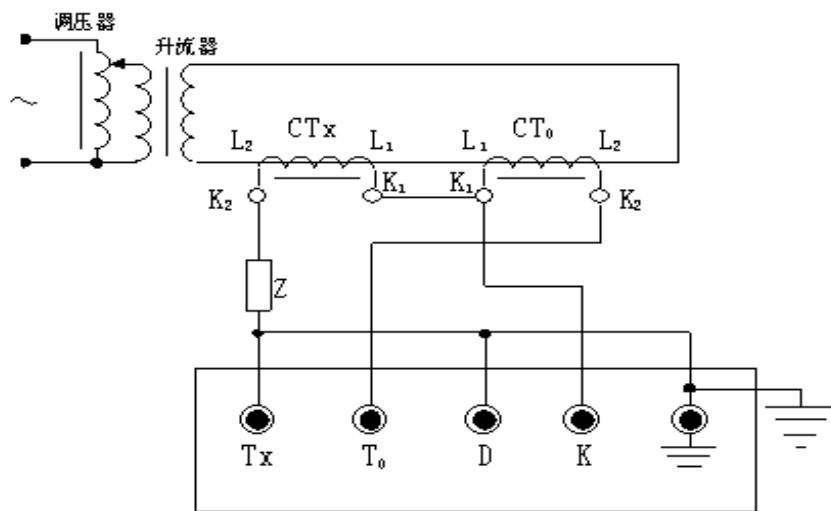 调压器
升流器
~
L₂ CTx L₁ L₁ CT₀ L₂
K₂ K₁ K₁ K₂
Z
Tx T₀ D K